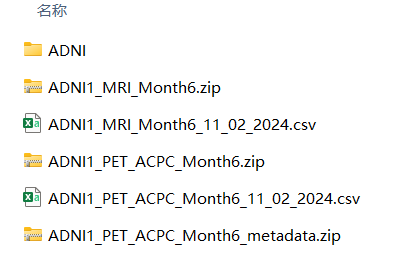 名称
ADNI
ADNI1_MRI_Month6.zip
ADNI1_MRI_Month6_11_02_2024.csv
ADNI1_PET_ACPC_Month6.zip
ADNI1_PET_ACPC_Month6_11_02_2024.csv
ADNI1_PET_ACPC_Month6_metadata.zip